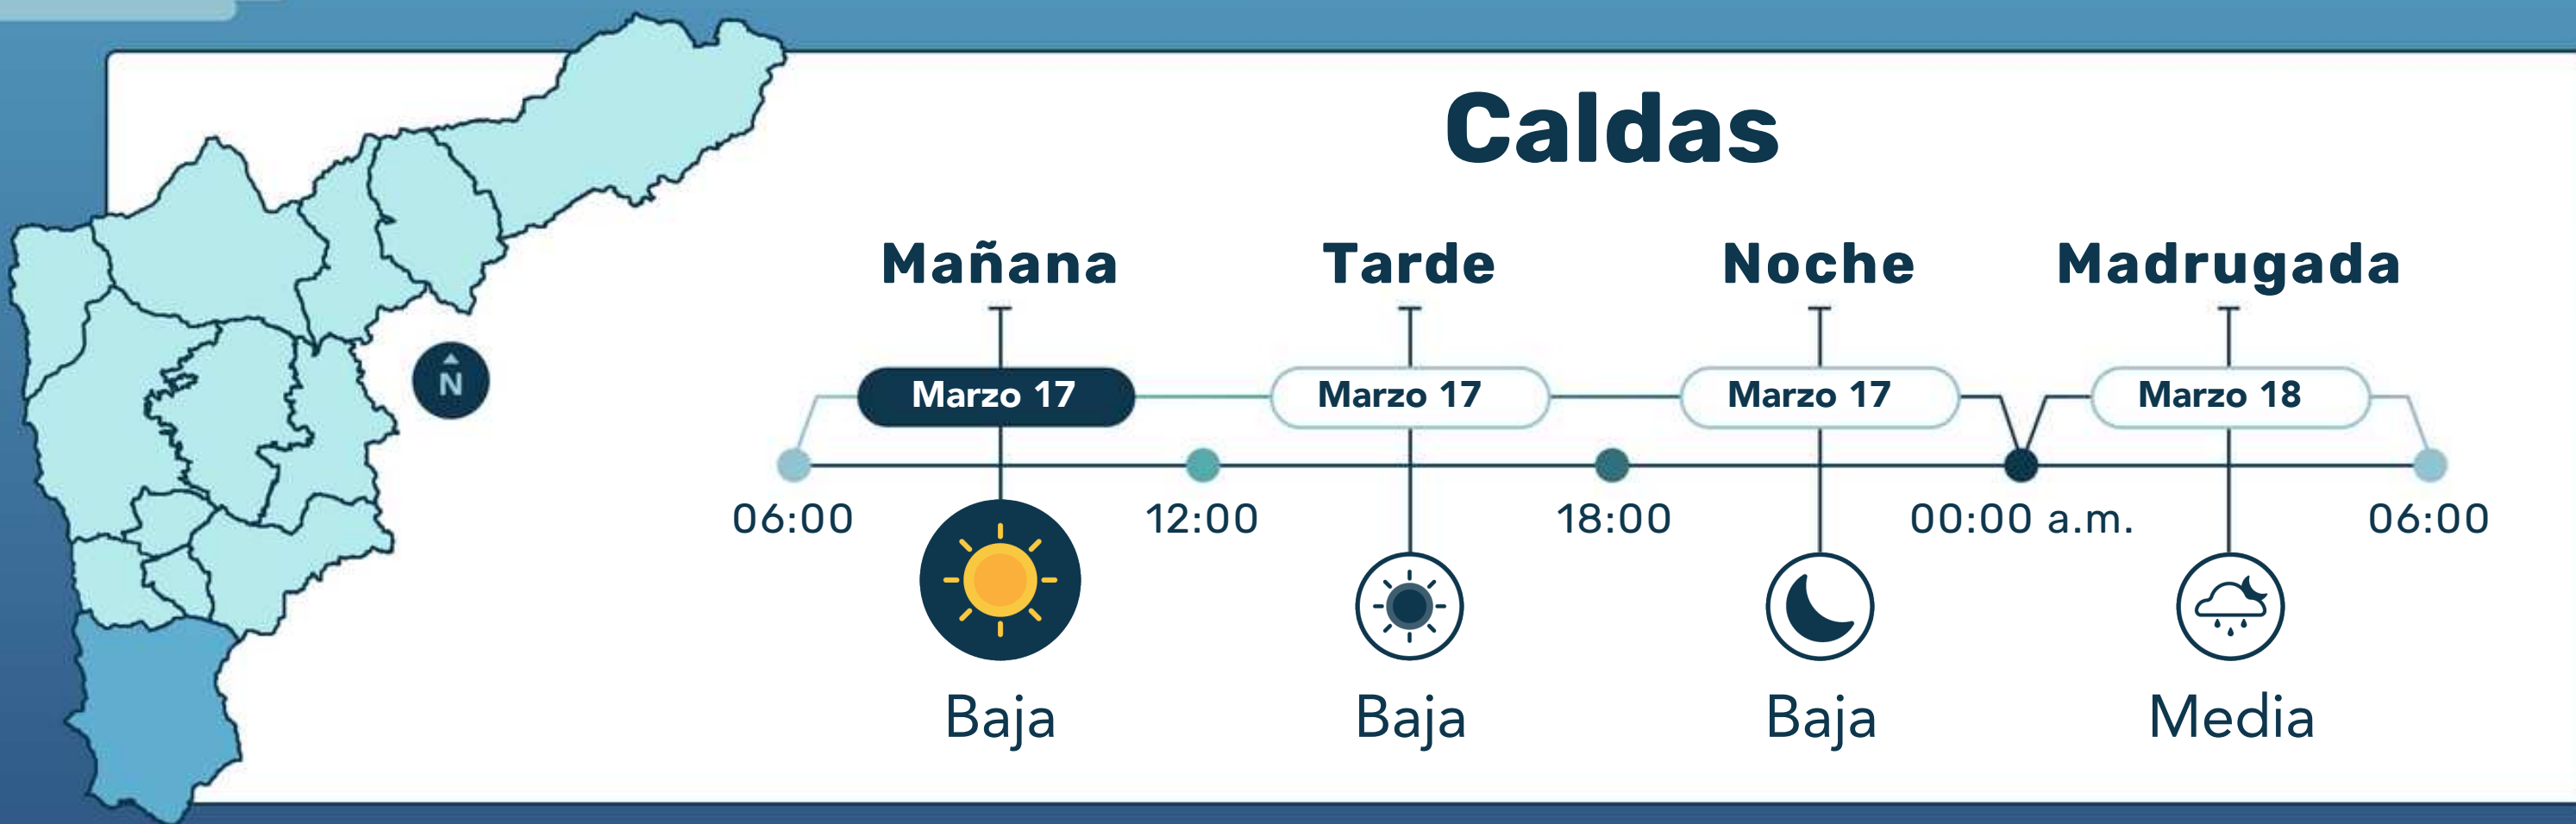 Caldas
Mañana Tarde Noche Madrugada
Marzo 17 Marzo 17 Marzo 17 Marzo 18
N
06:00 12:00 18:00 00:00 a.m. 06:00
Baja Baja Baja Media